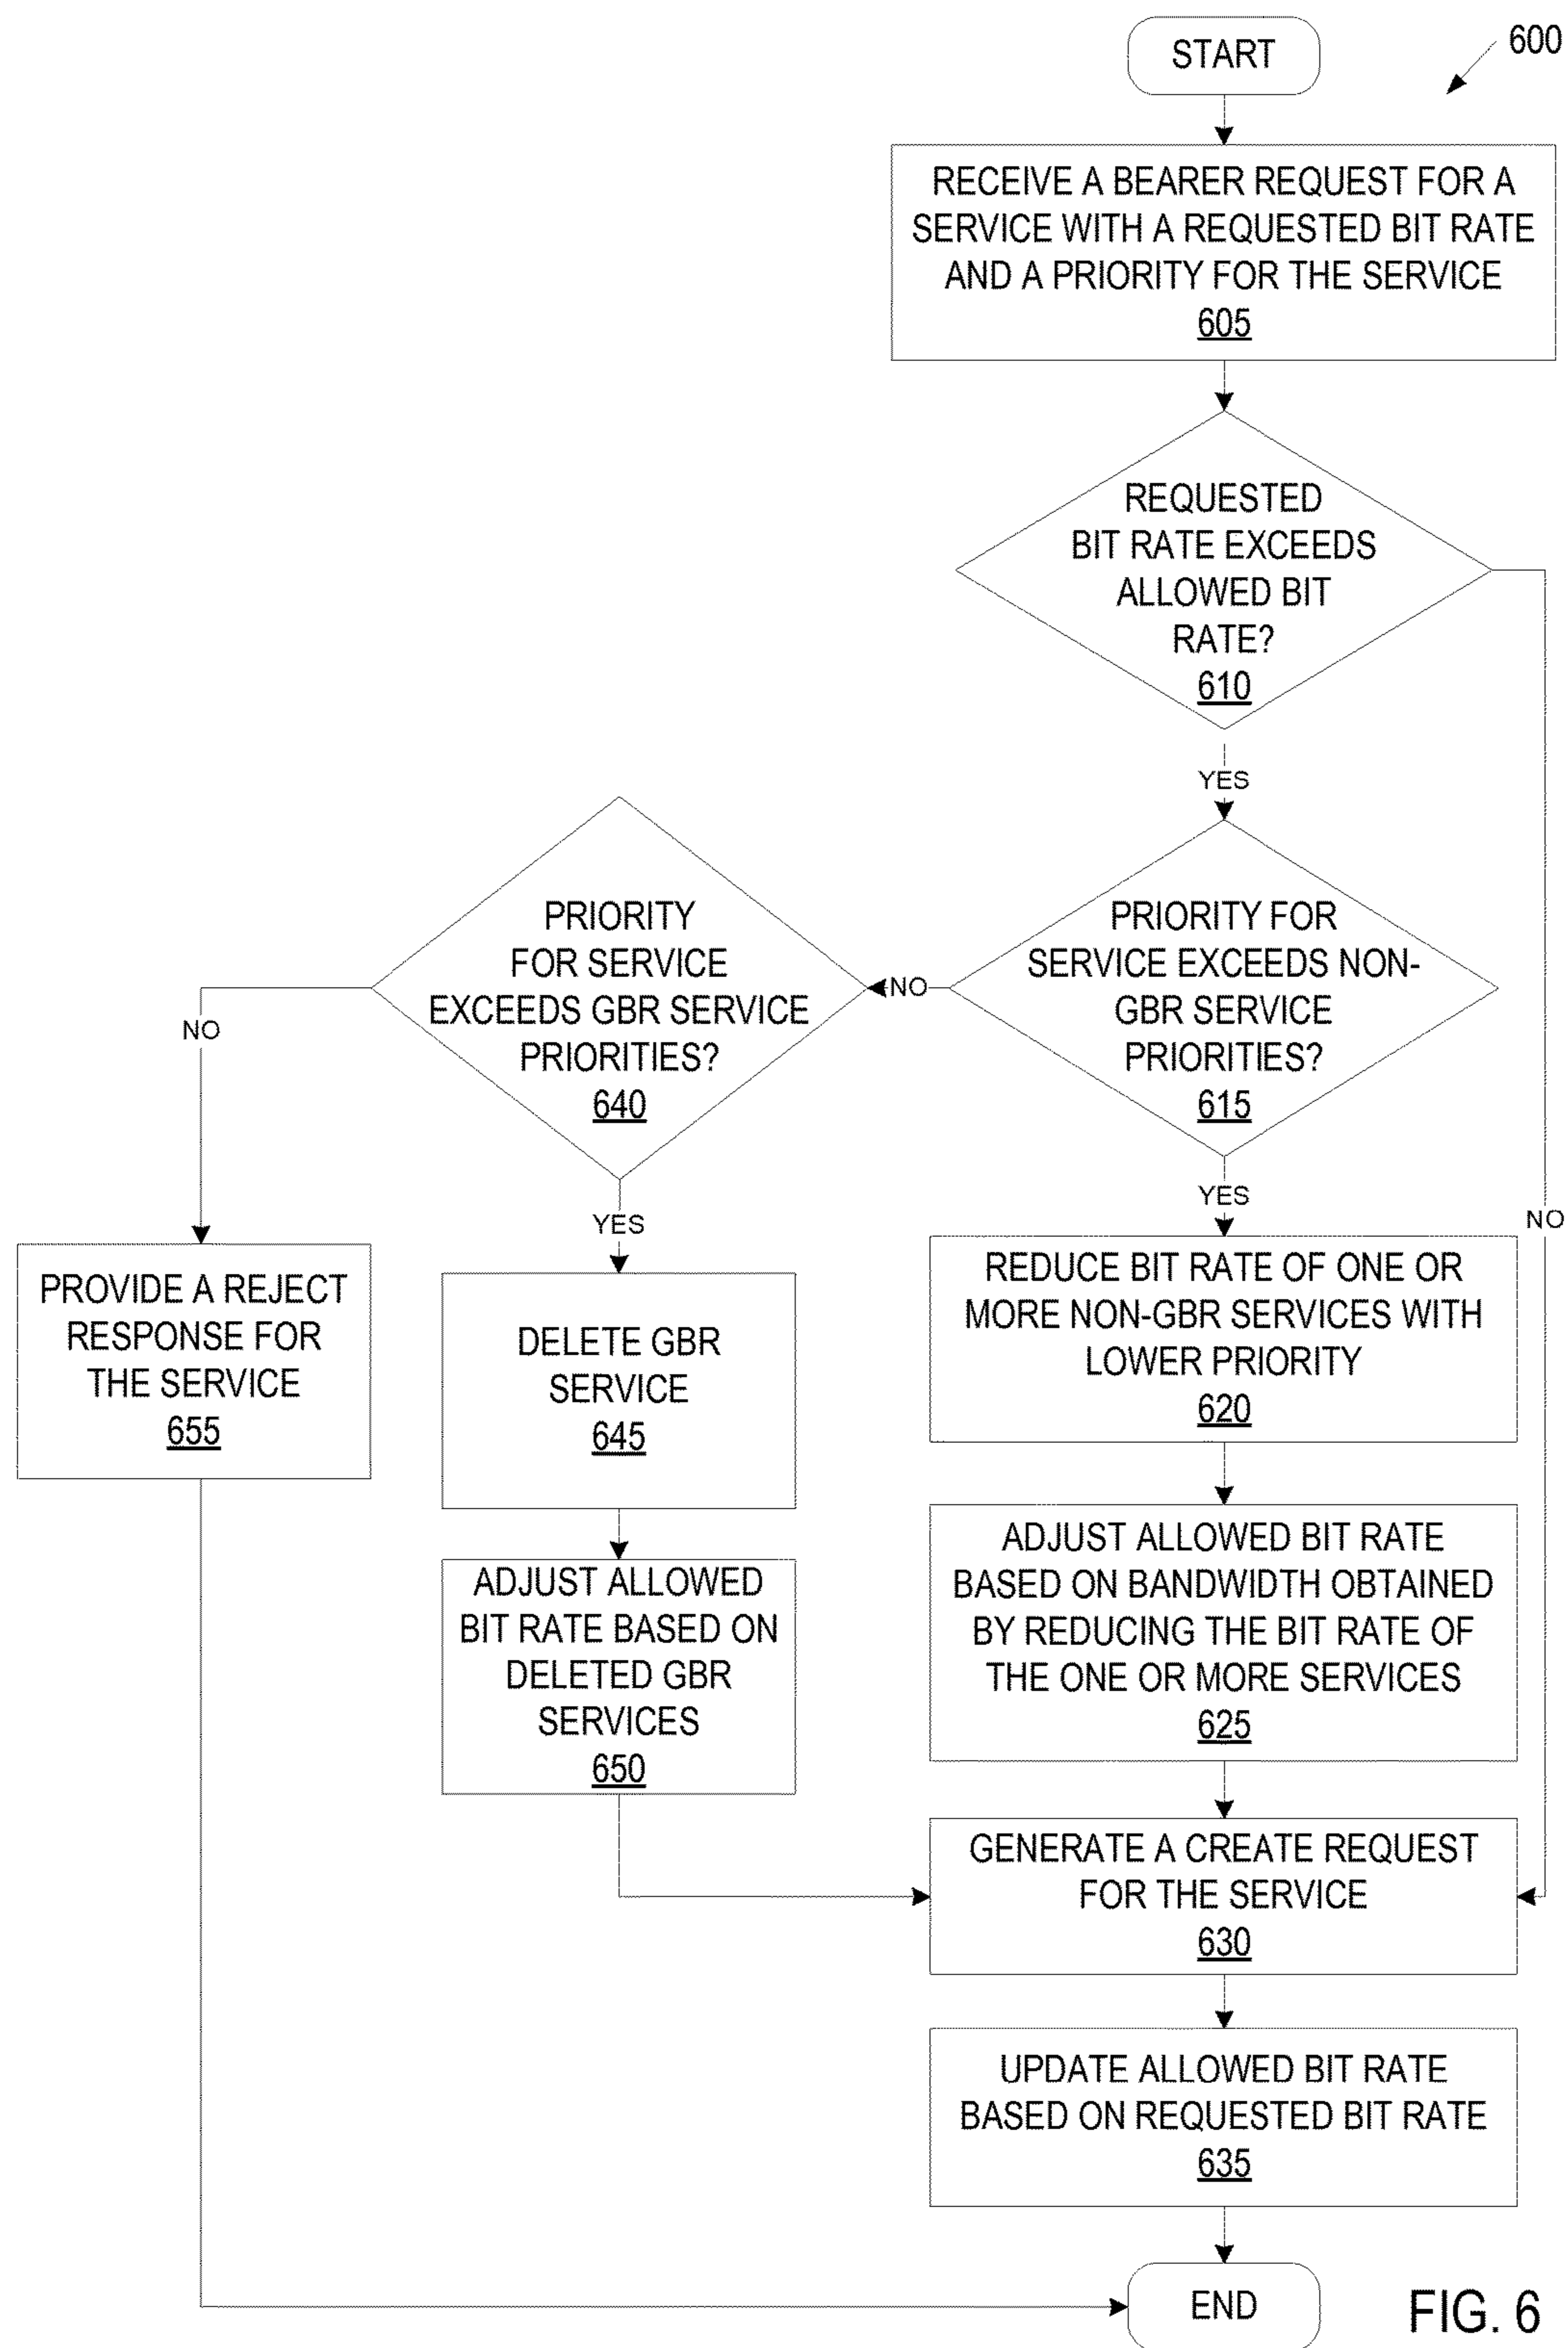 START
600
RECEIVE A BEARER REQUEST FOR A
SERVICE WITH A REQUESTED BIT RATE
AND A PRIORITY FOR THE SERVICE
605
REQUESTED
BIT RATE EXCEEDS
ALLOWED BIT
RATE?
610
YES
NO
PRIORITY FOR
SERVICE EXCEEDS NON-
GBR SERVICE
PRIORITIES?
615
NO
YES
PRIORITY
FOR SERVICE
EXCEEDS GBR SERVICE
PRIORITIES?
640
NO
YES
REDUCE BIT RATE OF ONE OR
MORE NON-GBR SERVICES WITH
LOWER PRIORITY
620
PROVIDE A REJECT
RESPONSE FOR
THE SERVICE
655
DELETE GBR
SERVICE
645
ADJUST ALLOWED BIT RATE
BASED ON BANDWIDTH OBTAINED
BY REDUCING THE BIT RATE OF
THE ONE OR MORE SERVICES
625
ADJUST ALLOWED
BIT RATE BASED ON
DELETED GBR
SERVICES
650
GENERATE A CREATE REQUEST
FOR THE SERVICE
630
UPDATE ALLOWED BIT RATE
BASED ON REQUESTED BIT RATE
635
END
FIG. 6